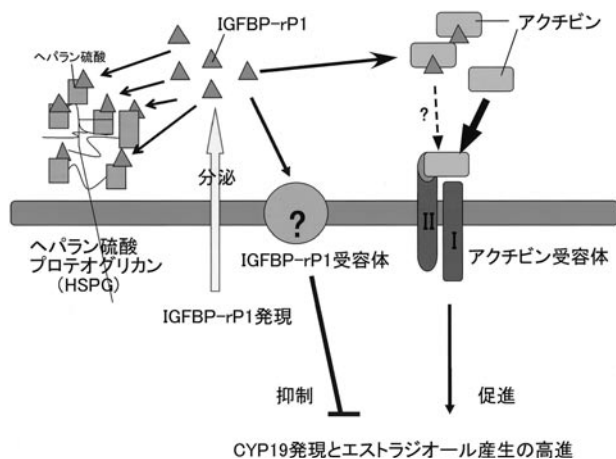 IGFBP-rP1
アクチビン
ヘパラン硫酸
?
分泌
?
II
I
ヘパラン硫酸
プロテオグリカン
(HSPG)
IGFBP-rP1受容体
アクチビン受容体
IGFBP-rP1発現
抑制
促進
CYP19発現とエストラジオール産生の高進